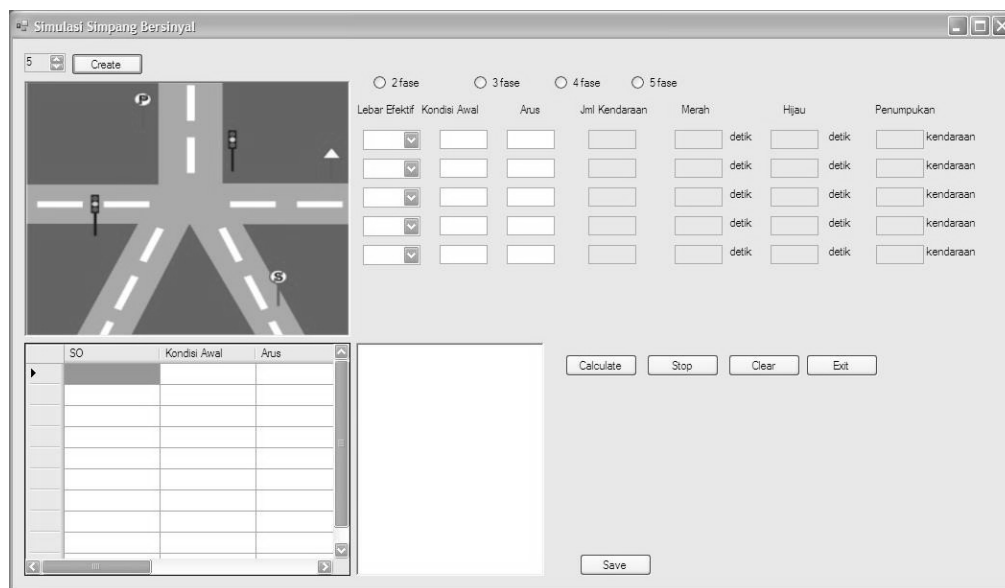 Simulasi Simpang Bersinyal
5 Create
2 fase 3 fase 4 fase 5 fase
Lebar Efektif Kondisi Awal Arus Jml Kendaraan Merah Hijau Penumpukan
detik detik kendaraan
detik detik kendaraan
detik detik kendaraan
detik detik kendaraan
detik detik kendaraan
P
S
SO Kondisi Awal Arus
Calculate Stop Clear Exit
Save